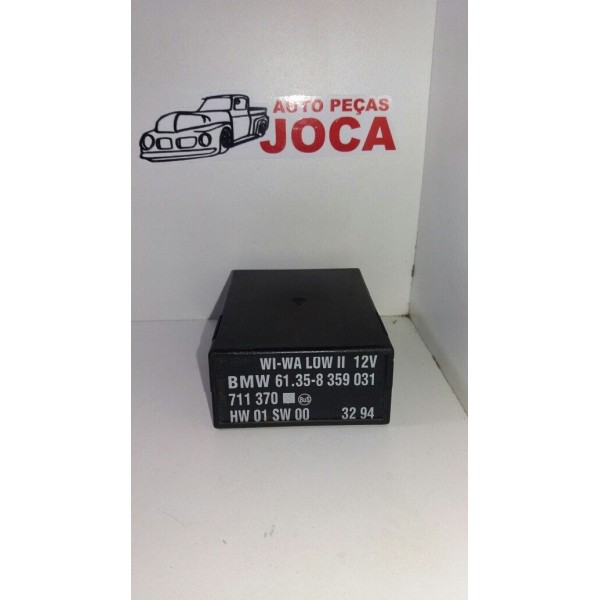 AUTO PEÇAS
JOCA
WI-WA LOW II 12V
BMW 61.35-8 359 031
711 370 BuS
HW 01 SW 00 32 94